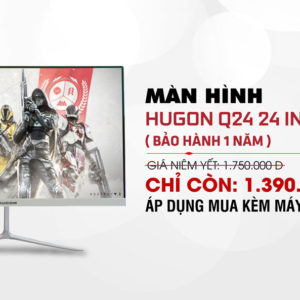 MÀN HÌNH
HUGON Q24 24 IN
( BẢO HÀNH 1 NĂM )
GIÁ NIÊM YẾT: 1.750.000 D
CHỈ CÒN: 1.390.
ÁP DỤNG MUA KÈM MÁY